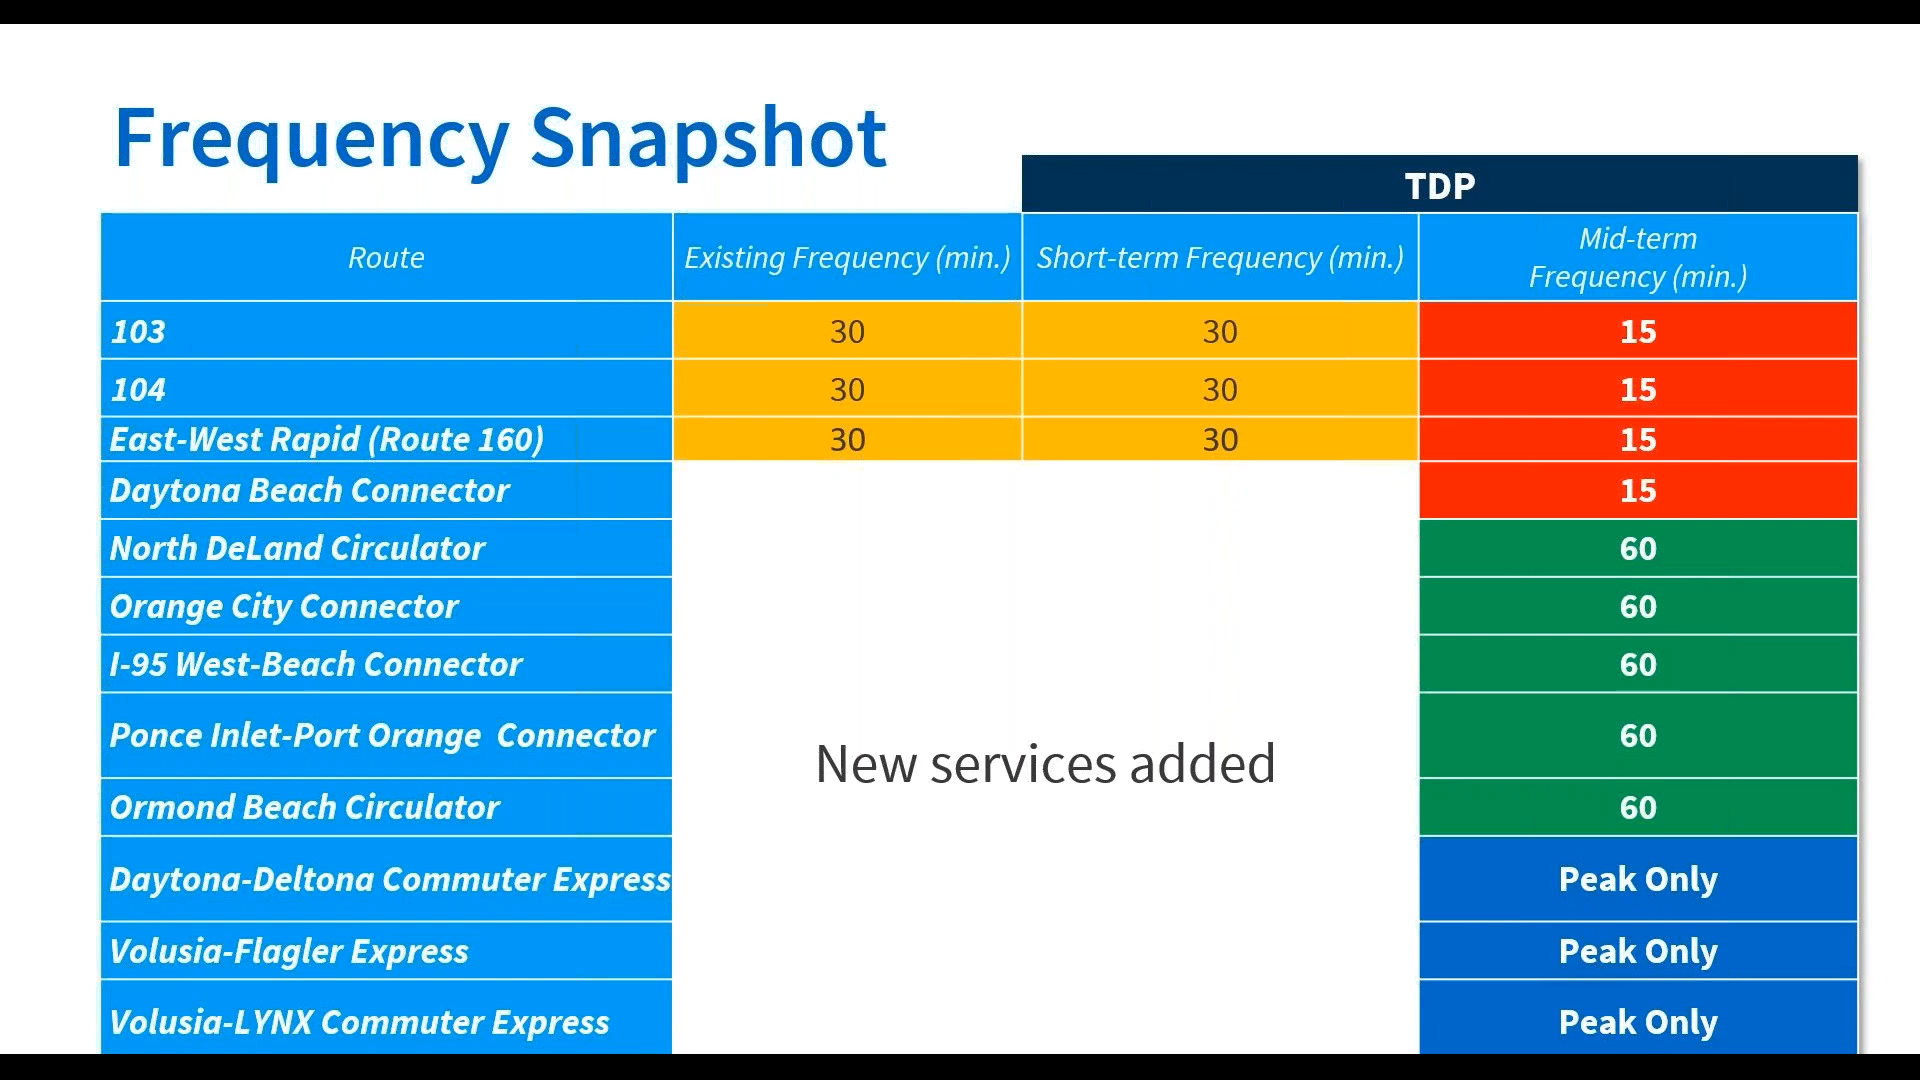 Frequency Snapshot
TDP
Route Existing Frequency (min.) Short-term Frequency (min.) Mid-term
Frequency (min.)
103 30 30 15
104 30 30 15
East-West Rapid (Route 160) 30 30 15
Daytona Beach Connector 15
North DeLand Circulator 60
Orange City Connector 60
I-95 West-Beach Connector 60
Ponce Inlet-Port Orange Connector 60
New services added
Ormond Beach Circulator 60
Daytona-Deltona Commuter Express Peak Only
Volusia-Flagler Express Peak Only
Volusia-LYNX Commuter Express Peak Only